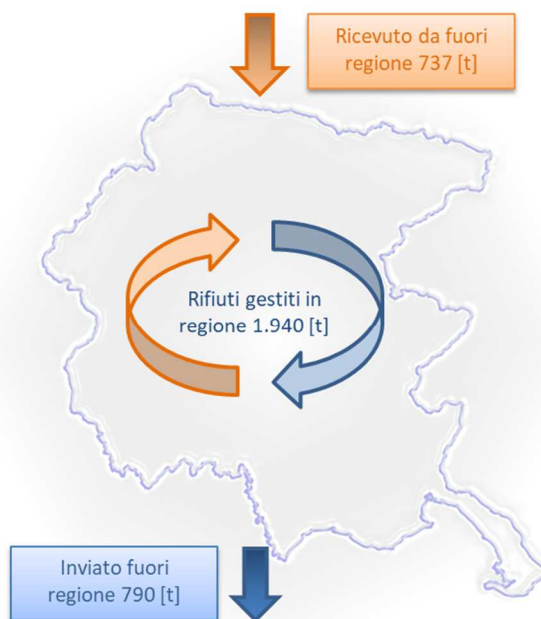 Ricevuto da fuori
regione 737 [t]
Rifiuti gestiti in
regione 1.940 [t]
Inviato fuori
regione 790 [t]